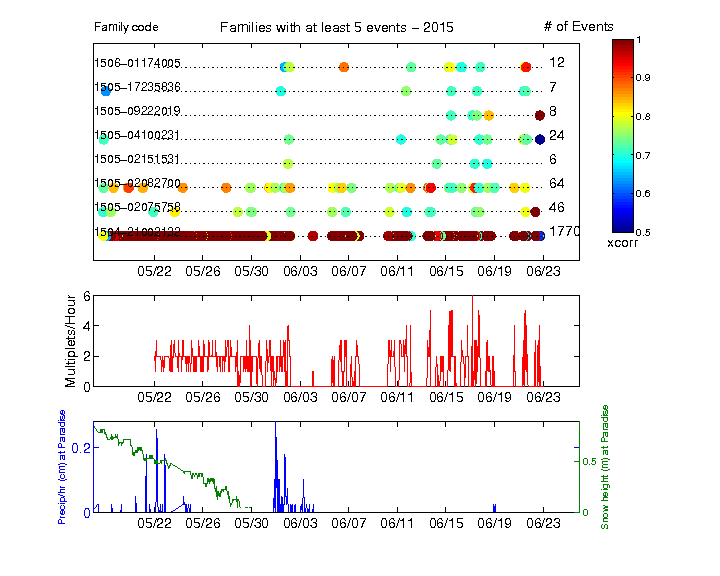 Family code
Families with at least 5 events − 2015
# of Events
1506−01174005 12
1505−17235836 7
1505−09222019 8
1505−04100231 24
1505−02151531 6
1505−02082700 64
1505−02075758 46
1504−21002122 1770
05/22 05/26 05/30 06/03 06/07 06/11 06/15 06/19 06/23
1
0.9
0.8
0.7
0.6
0.5
xcorr
Multiplets/Hour
6
4
2
0
05/22 05/26 05/30 06/03 06/07 06/11 06/15 06/19 06/23
Precip/hr (cm) at Paradise
0.2
0
Snow height (m) at Paradise
0.5
0
05/22 05/26 05/30 06/03 06/07 06/11 06/15 06/19 06/23